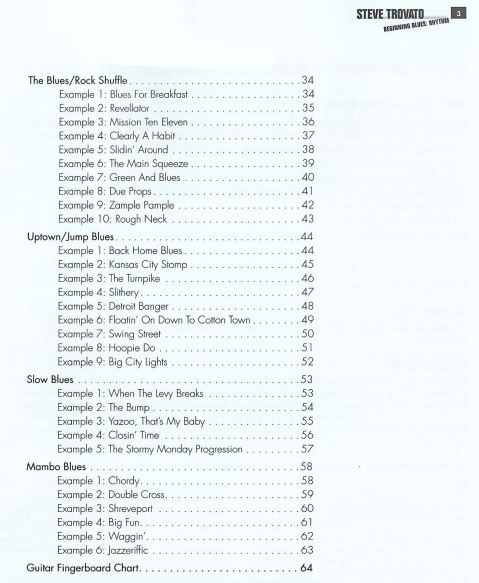 STEVE TROVATO 3
BEGINNING BLUES: RHYTHM
The Blues/Rock Shuffle . . . . . . . . . . . . . . . . . . . . . . . . . . . . 34
Example 1: Blues For Breakfast . . . . . . . . . . . . . . . . . . . 34
Example 2: Revellator . . . . . . . . . . . . . . . . . . . . . . . . . 35
Example 3: Mission Ten Eleven . . . . . . . . . . . . . . . . . . . 36
Example 4: Clearly A Habit . . . . . . . . . . . . . . . . . . . . . 37
Example 5: Slidin' Around . . . . . . . . . . . . . . . . . . . . . . 38
Example 6: The Main Squeeze . . . . . . . . . . . . . . . . . . . 39
Example 7: Green And Blues . . . . . . . . . . . . . . . . . . . . 40
Example 8: Due Props . . . . . . . . . . . . . . . . . . . . . . . . . 41
Example 9: Zample Pample . . . . . . . . . . . . . . . . . . . . . 42
Example 10: Rough Neck . . . . . . . . . . . . . . . . . . . . . . 43
Uptown/Jump Blues . . . . . . . . . . . . . . . . . . . . . . . . . . . . . . 44
Example 1: Back Home Blues . . . . . . . . . . . . . . . . . . . . 44
Example 2: Kansas City Stomp . . . . . . . . . . . . . . . . . . . 45
Example 3: The Turnpike . . . . . . . . . . . . . . . . . . . . . . . 46
Example 4: Slithery . . . . . . . . . . . . . . . . . . . . . . . . . . . 47
Example 5: Detroit Banger . . . . . . . . . . . . . . . . . . . . . . 48
Example 6: Floatin' On Down To Cotton Town . . . . . . . . 49
Example 7: Swing Street . . . . . . . . . . . . . . . . . . . . . . . 50
Example 8: Hoopie Do . . . . . . . . . . . . . . . . . . . . . . . . 51
Example 9: Big City Lights . . . . . . . . . . . . . . . . . . . . . . 52
Slow Blues . . . . . . . . . . . . . . . . . . . . . . . . . . . . . . . . . . . 53
Example 1: When The Levy Breaks . . . . . . . . . . . . . . . . 53
Example 2: The Bump . . . . . . . . . . . . . . . . . . . . . . . . . 54
Example 3: Yazoo, That's My Baby . . . . . . . . . . . . . . . . 55
Example 4: Closin' Time . . . . . . . . . . . . . . . . . . . . . . . 56
Example 5: The Stormy Monday Progression . . . . . . . . . 57
Mambo Blues . . . . . . . . . . . . . . . . . . . . . . . . . . . . . . . . . 58
Example 1: Chordy . . . . . . . . . . . . . . . . . . . . . . . . . . . 58
Example 2: Double Cross . . . . . . . . . . . . . . . . . . . . . . . 59
Example 3: Shreveport . . . . . . . . . . . . . . . . . . . . . . . . 60
Example 4: Big Fun . . . . . . . . . . . . . . . . . . . . . . . . . . . 61
Example 5: Waggin' . . . . . . . . . . . . . . . . . . . . . . . . . . 62
Example 6: Jazzeriffic . . . . . . . . . . . . . . . . . . . . . . . . . 63
Guitar Fingerboard Chart . . . . . . . . . . . . . . . . . . . . . . . . . . 64